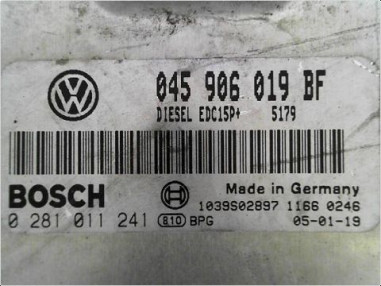 045 906 019 BF
DIESEL EDC15P+ 5179
BOSCH
Made in Germany
0 281 011 241
810 BPG
1039S02897 1166 0246
05-01-19